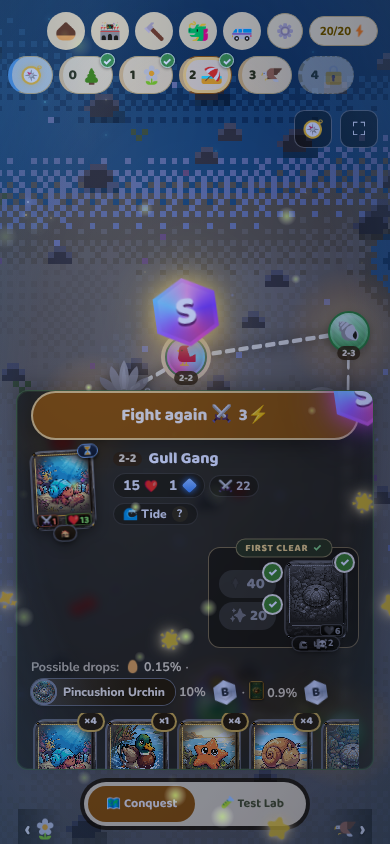 20/20
0
1
2
3
4
S
2-3
2-2
S
Fight again 3
2-2 Gull Gang
15 1 22
1 13
Tide ?
FIRST CLEAR
40
20
6
2
Possible drops: 0.15% ·
Pincushion Urchin 10% B · 0.9% B
×4 ×1 ×4 ×4
Conquest Test Lab
‹ ›